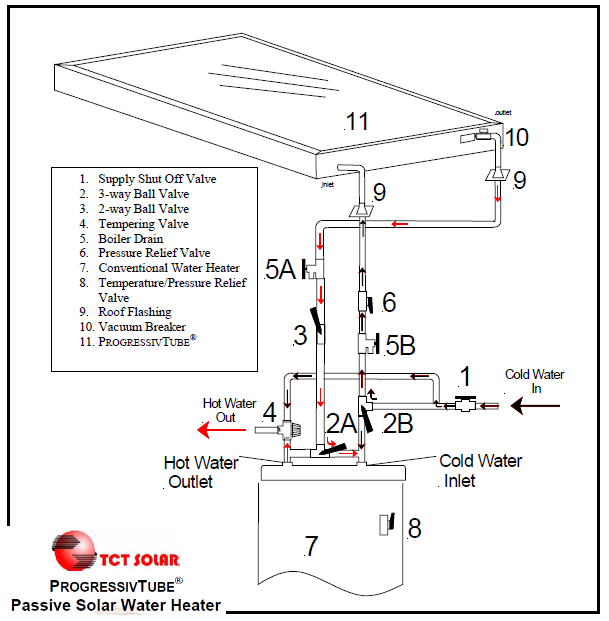 outlet
10
11
inlet
9
9
1. Supply Shut Off Valve
2. 3-way Ball Valve
3. 2-way Ball Valve
4. Tempering Valve
5. Boiler Drain
6. Pressure Relief Valve
7. Conventional Water Heater
8. Temperature/Pressure Relief
Valve
9. Roof Flashing
10. Vacuum Breaker
11. PROGRESSIVTUBE®
5A
6
3
5B
1
Cold Water
In
Hot Water
Out
4
2A
2B
Hot Water
Outlet
Cold Water
Inlet
7
8
TCT SOLAR
PROGRESSIVTUBE®
Passive Solar Water Heater